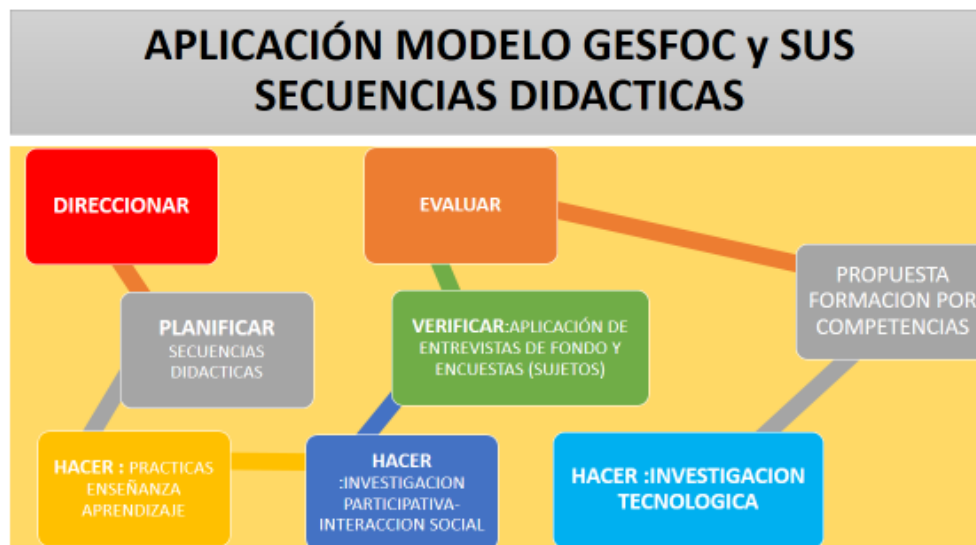 APLICACIÓN MODELO GESFOC y SUS
SECUENCIAS DIDACTICAS
DIRECCIONAR
PLANIFICAR
SECUENCIAS
DIDACTICAS
HACER : PRACTICAS
ENSEÑANZA
APRENDIZAJE
HACER
:INVESTIGACION
PARTICIPATIVA-
INTERACCION SOCIAL
VERIFICAR:APLICACIÓN DE
ENTREVISTAS DE FONDO Y
ENCUESTAS (SUJETOS)
EVALUAR
PROPUESTA
FORMACION POR
COMPETENCIAS
HACER :INVESTIGACION
TECNOLOGICA